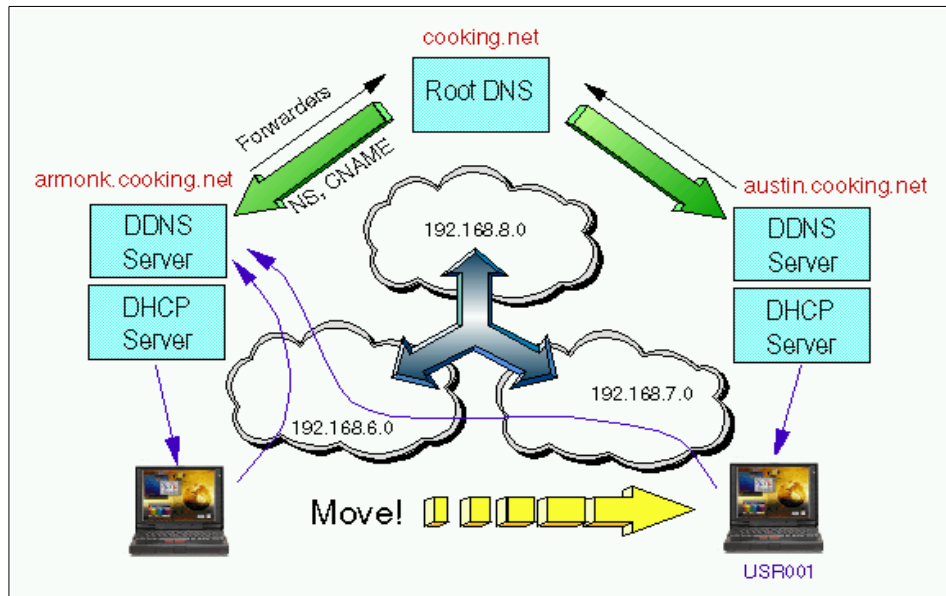 cooking.net
Root DNS
Forwarders
NS, CNAME
armonk.cooking.net
austin.cooking.net
DDNS
Server
DDNS
Server
192.168.8.0
DHCP
Server
DHCP
Server
192.168.6.0
192.168.7.0
Move!
USR001